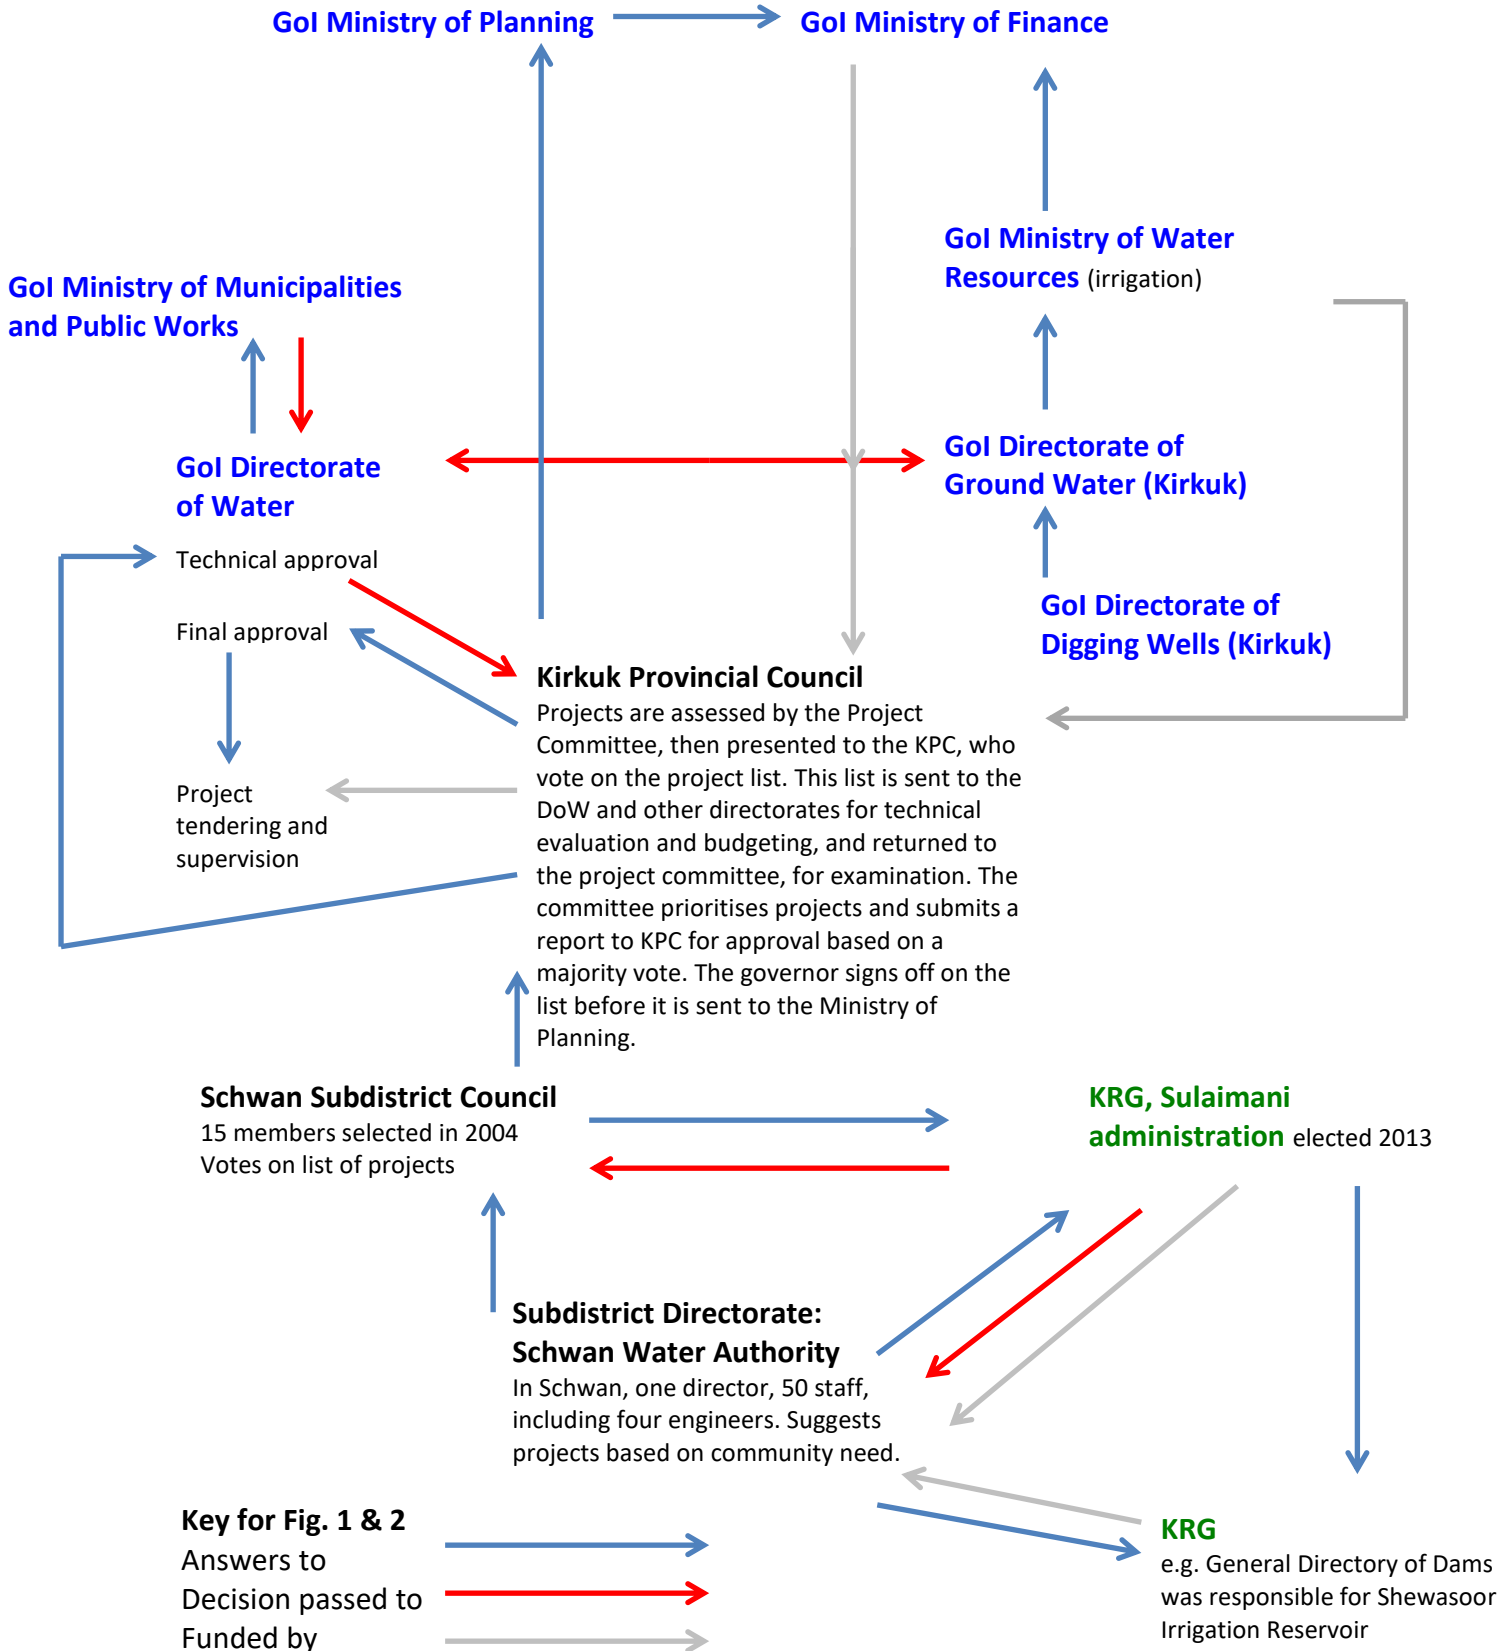 GoI Ministry of Planning
GoI Ministry of Finance
GoI Ministry of Water
Resources (irrigation)
GoI Ministry of Municipalities
and Public Works
GoI Directorate
of Water
GoI Directorate of
Ground Water (Kirkuk)
Technical approval
Final approval
GoI Directorate of
Digging Wells (Kirkuk)
Project
tendering and
supervision
Kirkuk Provincial Council
Projects are assessed by the Project
Committee, then presented to the KPC, who
vote on the project list. This list is sent to the
DoW and other directorates for technical
evaluation and budgeting, and returned to
the project committee, for examination. The
committee prioritises projects and submits a
report to KPC for approval based on a
majority vote. The governor signs off on the
list before it is sent to the Ministry of
Planning.
Schwan Subdistrict Council
15 members selected in 2004
Votes on list of projects
KRG, Sulaimani
administration elected 2013
Subdistrict Directorate:
Schwan Water Authority
In Schwan, one director, 50 staff,
including four engineers. Suggests
projects based on community need.
Key for Fig. 1 & 2
Answers to
Decision passed to
Funded by
KRG
e.g. General Directory of Dams
was responsible for Shewasoor
Irrigation Reservoir